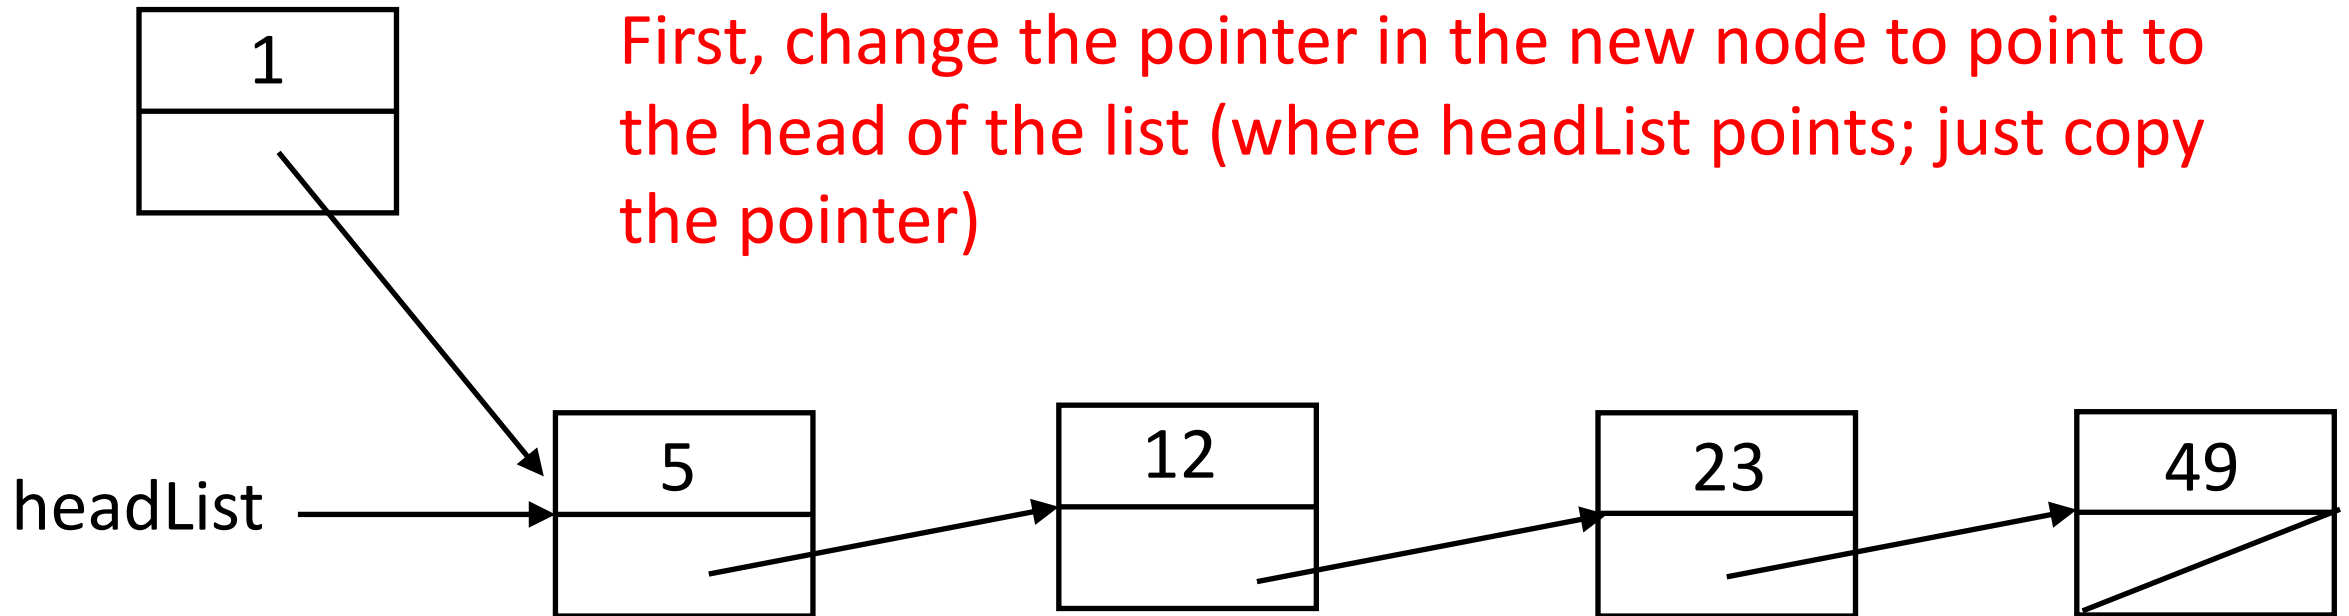 1
First, change the pointer in the new node to point to
the head of the list (where headList points; just copy
the pointer)
headList
5
12
23
49